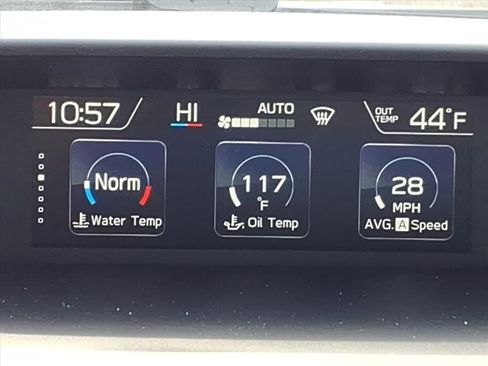 10:57 HI AUTO OUT TEMP 44°F
Norm
Water Temp
117
°F
Oil Temp
28
MPH
AVG. A Speed